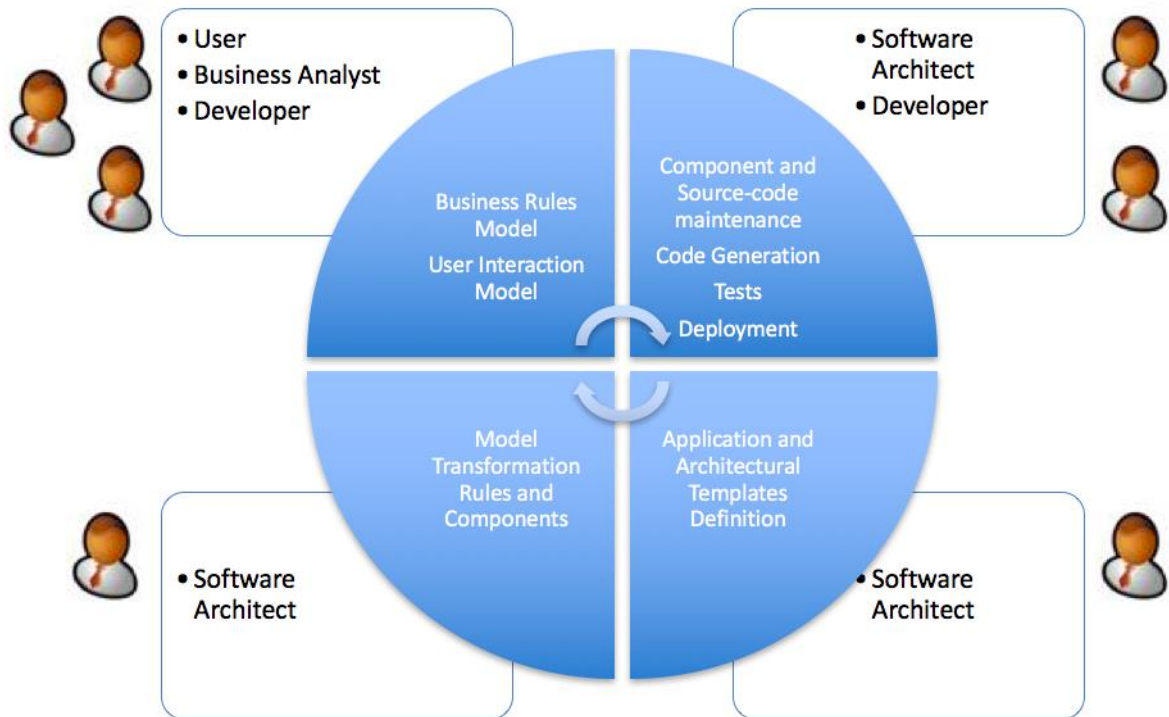 • User
• Business Analyst
• Developer
Business Rules
Model
User Interaction
Model
• Software
Architect
• Developer
Component and
Source-code
maintenance
Code Generation
Tests
Deployment
• Software
Architect
Model
Transformation
Rules and
Components
Application and
Architectural
Templates
Definition
• Software
Architect